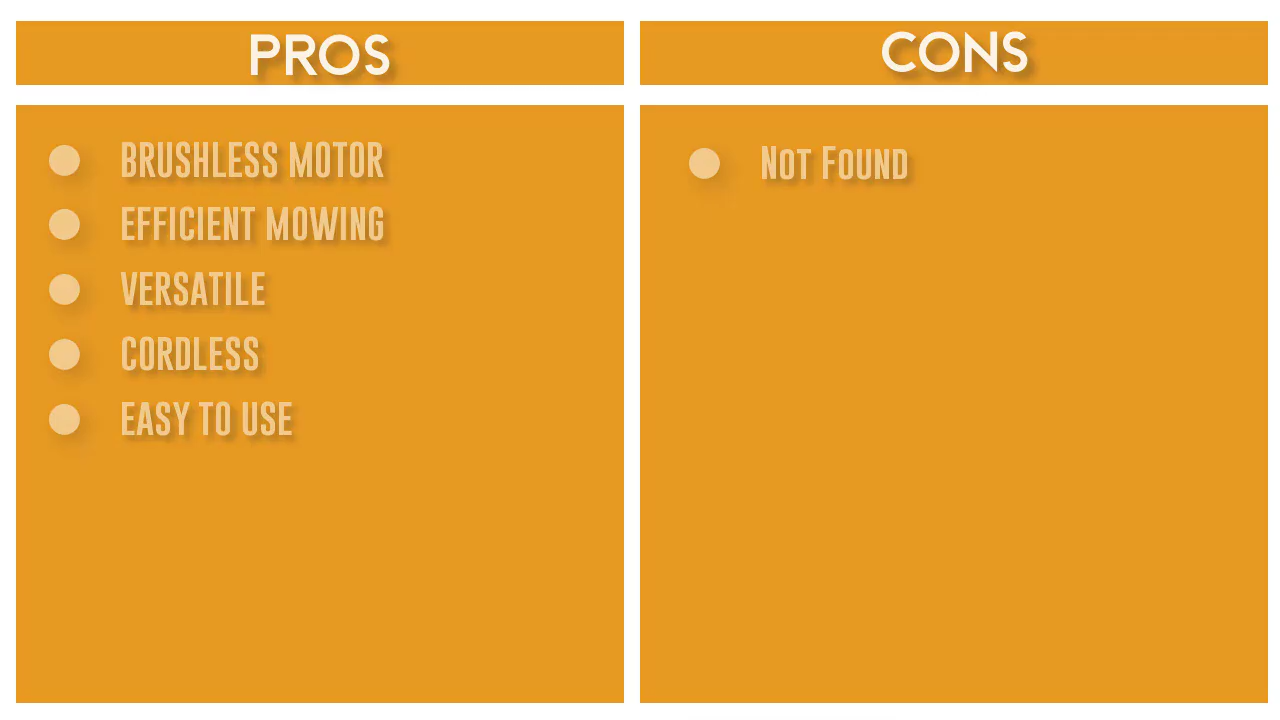 PROS
BRUSHLESS MOTOR
EFFICIENT MOWING
VERSATILE
CORDLESS
EASY TO USE
CONS
Not Found